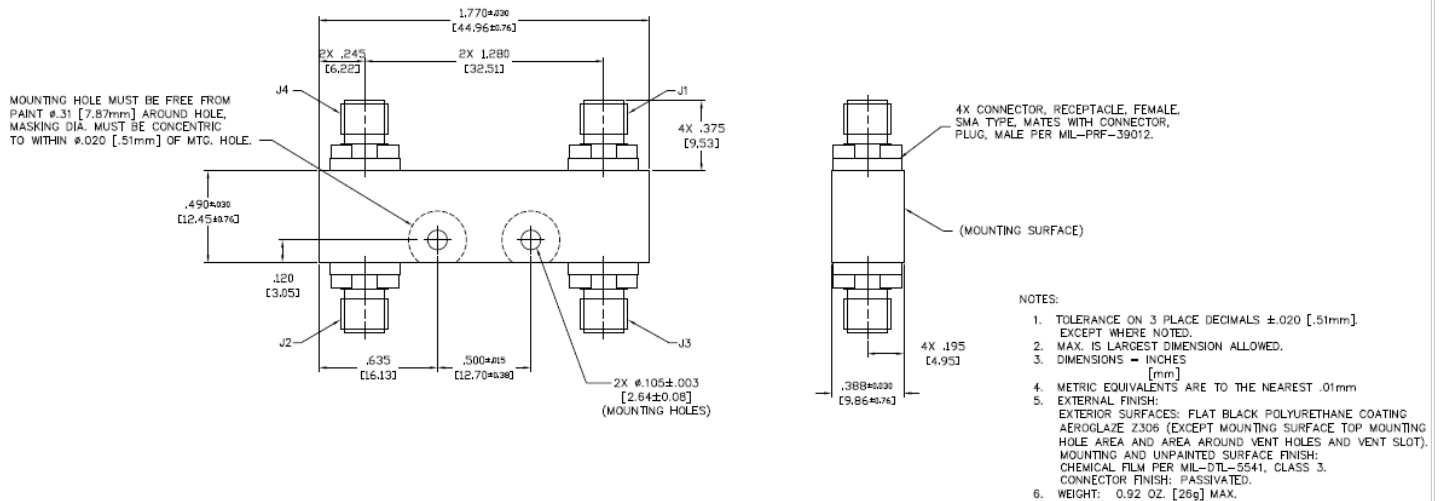 1.770±.030
[44.96±0.76]
2X .245
[6.22]
2X 1.280
[32.51]
J4
J1
MOUNTING HOLE MUST BE FREE FROM
PAINT ø.31 [7.87mm] AROUND HOLE,
MASKING DIA. MUST BE CONCENTRIC
TO WITHIN ø.020 [.51mm] OF MTG. HOLE.
4X .375
[9.53]
4X CONNECTOR, RECEPTACLE, FEMALE,
SMA TYPE, MATES WITH CONNECTOR,
PLUG, MALE PER MIL-PRF-39012.
.490±.030
[12.45±0.76]
(MOUNTING SURFACE)
.120
[3.05]
J2
J3
.635
[16.13]
.500±.015
[12.70±0.38]
2X ø.105±.003
[2.64±0.08]
(MOUNTING HOLES)
4X .195
[4.95]
.388±0.030
[9.86±0.76]
NOTES:
1. TOLERANCE ON 3 PLACE DECIMALS ±.020 [.51mm].
EXCEPT WHERE NOTED.
2. MAX. IS LARGEST DIMENSION ALLOWED.
3. DIMENSIONS = INCHES
[mm]
4. METRIC EQUIVALENTS ARE TO THE NEAREST .01mm
5. EXTERNAL FINISH:
EXTERIOR SURFACES: FLAT BLACK POLYURETHANE COATING
AEROGLAZE Z306 (EXCEPT MOUNTING SURFACE TOP MOUNTING
HOLE AREA AND AREA AROUND VENT HOLES AND VENT SLOT).
MOUNTING AND UNPAINTED SURFACE FINISH:
CHEMICAL FILM PER MIL-DTL-5541, CLASS 3.
CONNECTOR FINISH: PASSIVATED.
6. WEIGHT: 0.92 OZ. [26g] MAX.